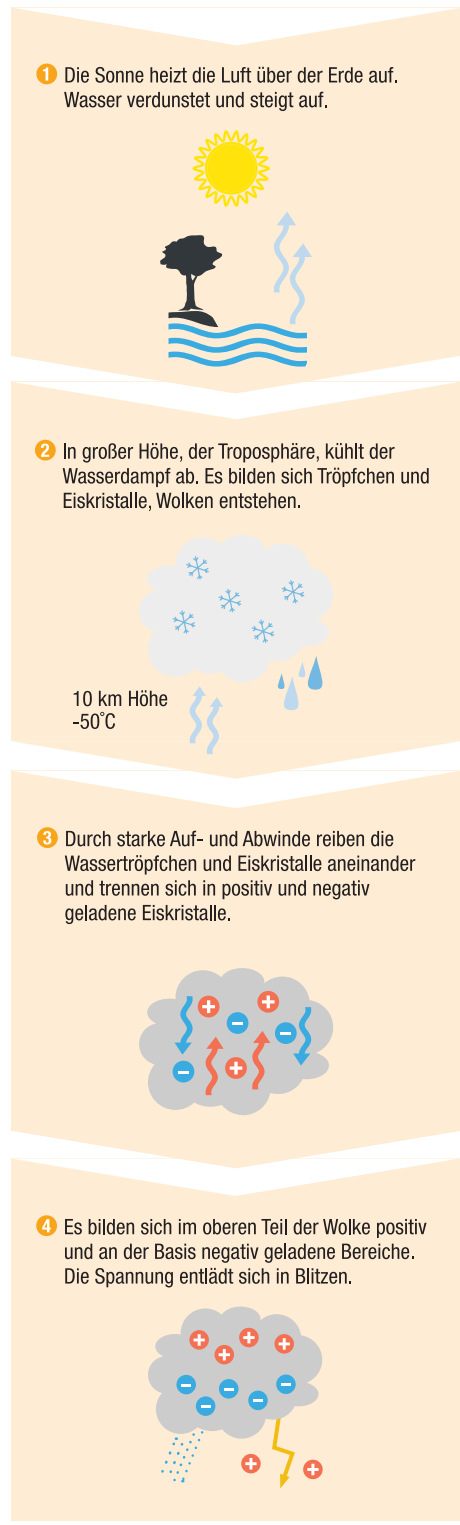 1 Die Sonne heizt die Luft über der Erde auf.
Wasser verdunstet und steigt auf.
2 In großer Höhe, der Troposphäre, kühlt der
Wasserdampf ab. Es bilden sich Tröpfchen und
Eiskristalle, Wolken entstehen.
10 km Höhe
-50°C
3 Durch starke Auf- und Abwinde reiben die
Wassertröpfchen und Eiskristalle aneinander
und trennen sich in positiv und negativ
geladene Eiskristalle.
4 Es bilden sich im oberen Teil der Wolke positiv
und an der Basis negativ geladene Bereiche.
Die Spannung entlädt sich in Blitzen.